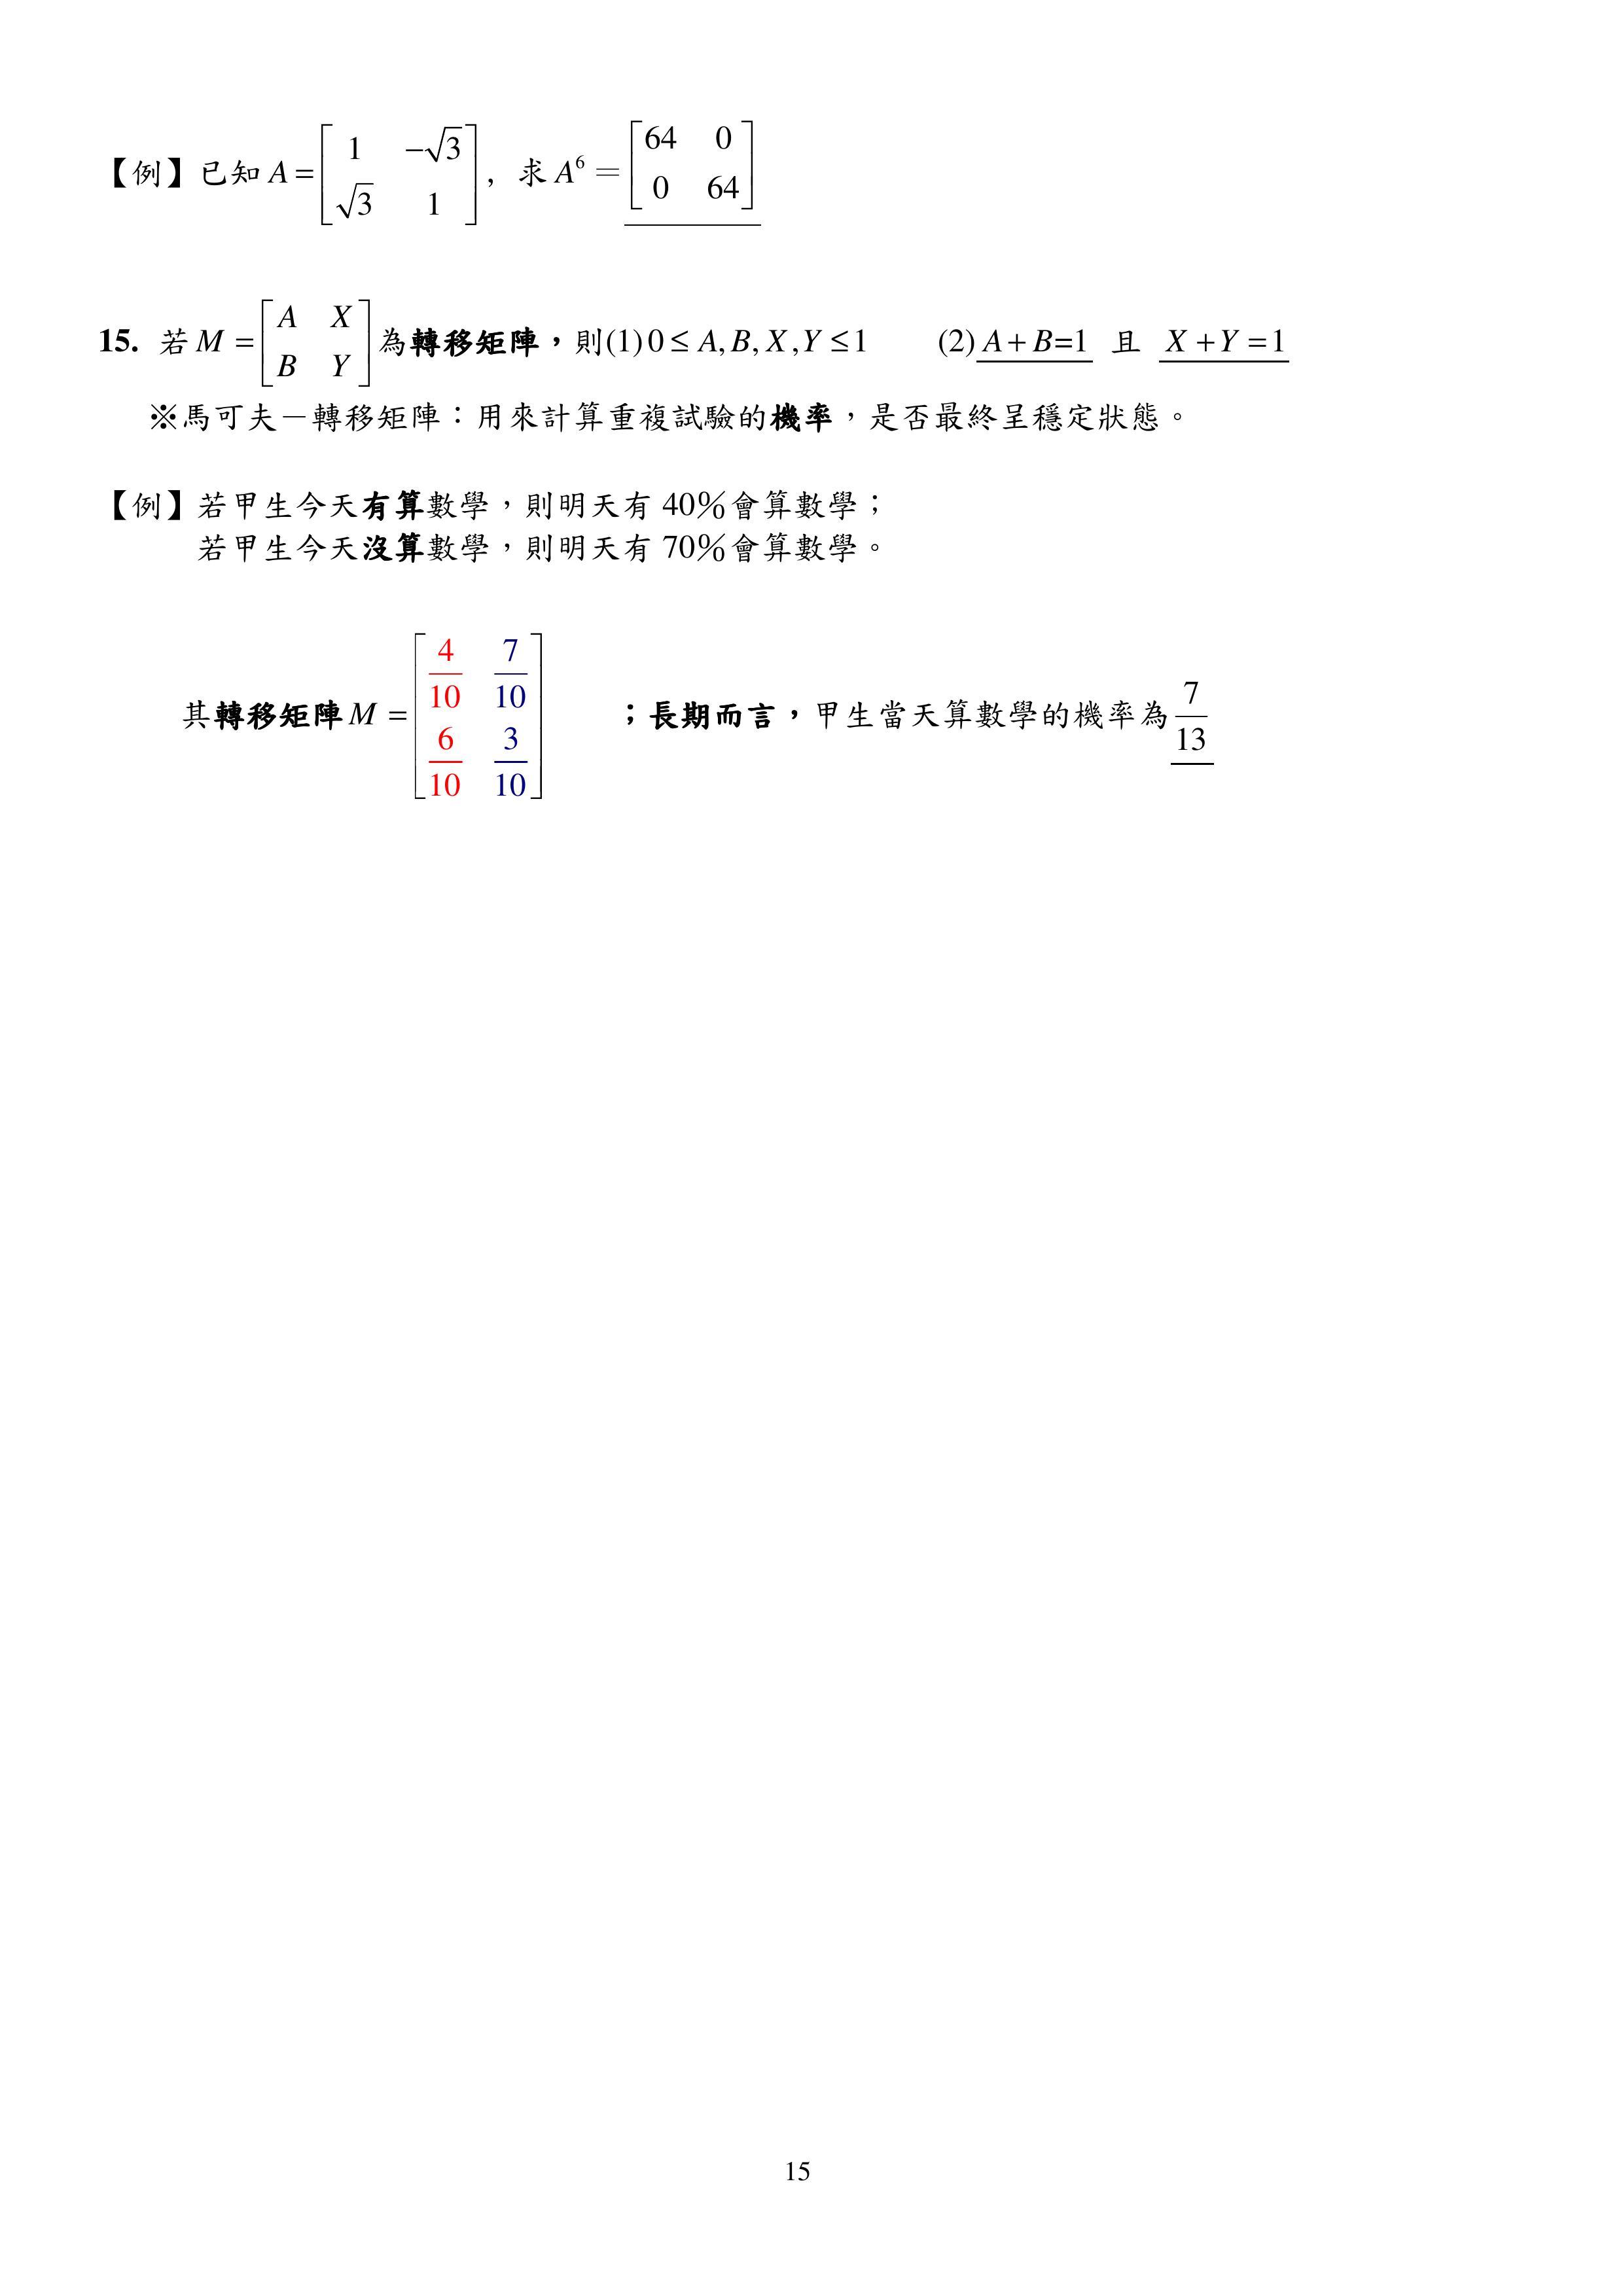 【例】已知 $A=\begin{bmatrix}1 & -\sqrt{3}\\ \sqrt{3} & 1\end{bmatrix}$, 求 $A^6$＝$\begin{bmatrix}64 & 0\\ 0 & 64\end{bmatrix}$
15. 若 $M=\begin{bmatrix}A & X\\ B & Y\end{bmatrix}$ 為轉移矩陣，則(1) $0\le A,B,X,Y\le 1$ (2) $A+B=1$ 且 $X+Y=1$
※馬可夫－轉移矩陣：用來計算重複試驗的機率，是否最終呈穩定狀態。
【例】若甲生今天有算數學，則明天有 40％會算數學；
若甲生今天沒算數學，則明天有 70％會算數學。
其轉移矩陣 $M=\begin{bmatrix}\frac{4}{10} & \frac{7}{10}\\ \frac{6}{10} & \frac{3}{10}\end{bmatrix}$ ；長期而言，甲生當天算數學的機率為 $\frac{7}{13}$
15